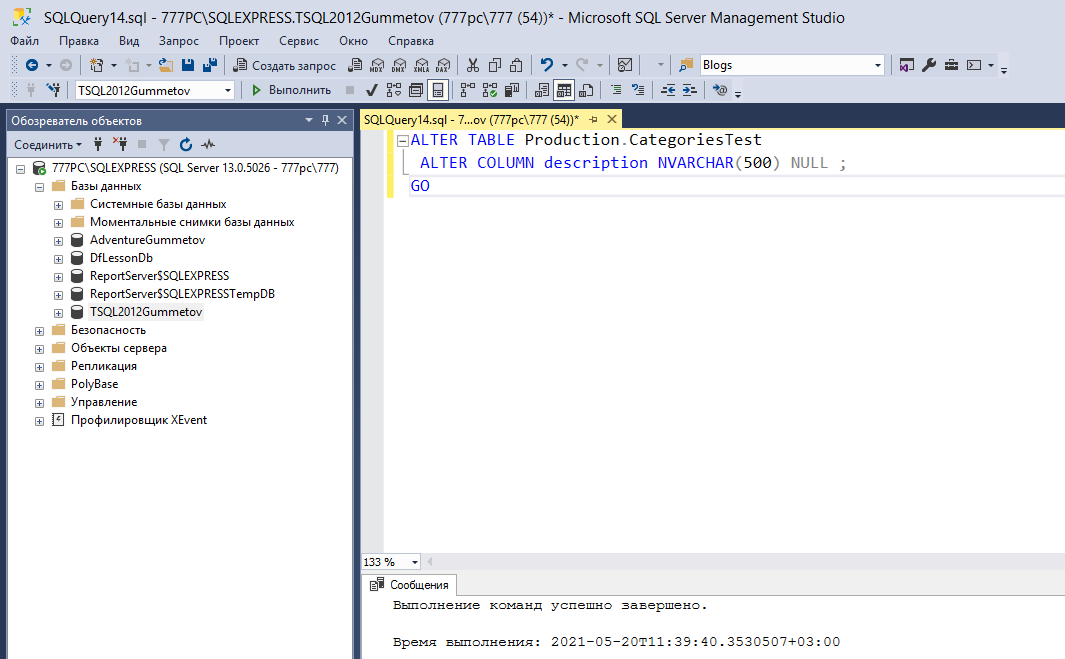 SQLQuery14.sql - 777PC\SQLEXPRESS.TSQL2012Gummetov (777pc\777 (54))* - Microsoft SQL Server Management Studio
Файл Правка Вид Запрос Проект Сервис Окно Справка
Создать запрос MDX DMX XMLA DAX Blogs
TSQL2012Gummetov Выполнить
Обозреватель объектов
SQLQuery14.sql - 7...ov (777pc\777 (54))*
Соединить
777PC\SQLEXPRESS (SQL Server 13.0.5026 - 777pc\777)
Базы данных
Системные базы данных
Моментальные снимки базы данных
AdventureGummetov
DfLessonDb
ReportServer$SQLEXPRESS
ReportServer$SQLEXPRESSTempDB
TSQL2012Gummetov
Безопасность
Объекты сервера
Репликация
PolyBase
Управление
Профилировщик XEvent
ALTER TABLE Production.CategoriesTest
ALTER COLUMN description NVARCHAR(500) NULL ;
GO
133 %
Сообщения
Выполнение команд успешно завершено.
Время выполнения: 2021-05-20T11:39:40.3530507+03:00